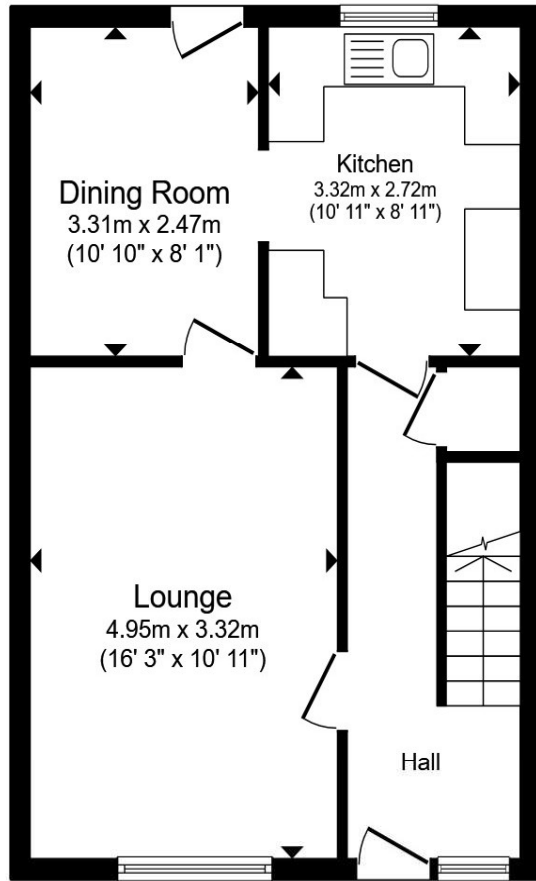 Dining Room
3.31m x 2.47m
(10' 10" x 8' 1")
Kitchen
3.32m x 2.72m
(10' 11" x 8' 11")
Lounge
4.95m x 3.32m
(16' 3" x 10' 11")
Hall